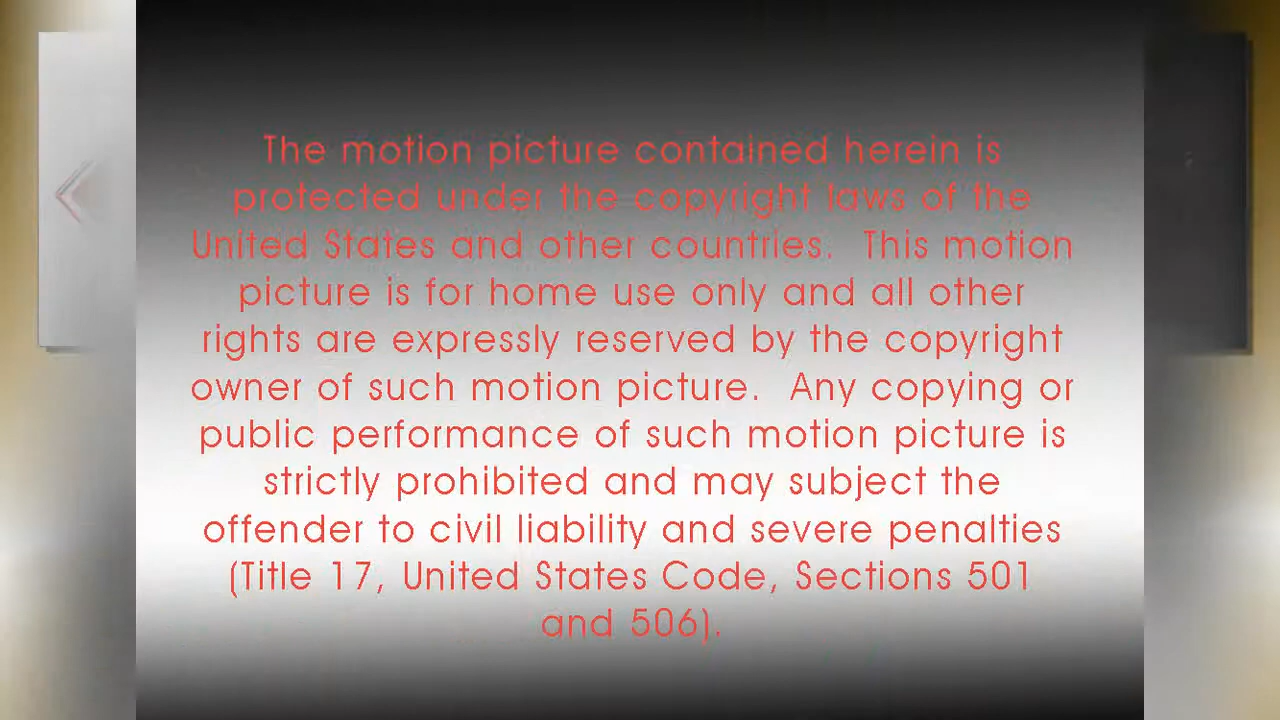 The motion picture contained herein is
protected under the copyright laws of the
United States and other countries.  This motion
picture is for home use only and all other
rights are expressly reserved by the copyright
owner of such motion picture.  Any copying or
public performance of such motion picture is
strictly prohibited and may subject the
offender to civil liability and severe penalties
(Title 17, United States Code, Sections 501
and 506).